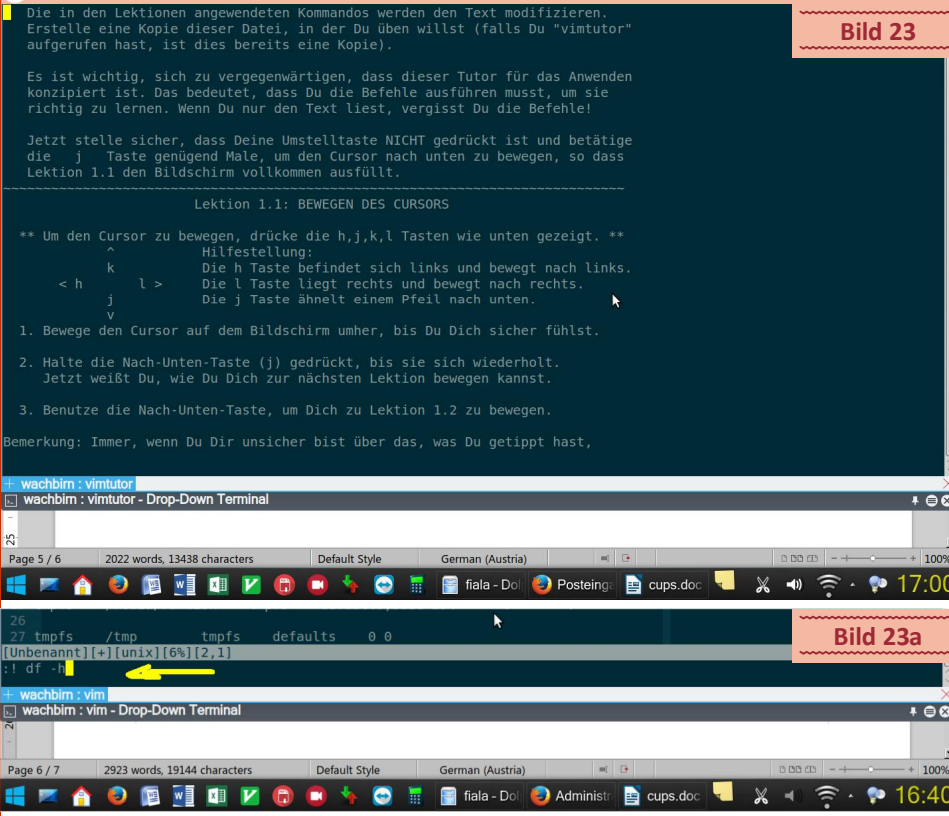 Die in den Lektionen angewendeten Kommandos werden den Text modifizieren.
Erstelle eine Kopie dieser Datei, in der Du üben willst (falls Du "vimtutor"
aufgerufen hast, ist dies bereits eine Kopie).
Bild 23
Es ist wichtig, sich zu vergegenwärtigen, dass dieser Tutor für das Anwenden
konzipiert ist. Das bedeutet, dass Du die Befehle ausführen musst, um sie
richtig zu lernen. Wenn Du nur den Text liest, vergisst Du die Befehle!
Jetzt stelle sicher, dass Deine Umstelltaste NICHT gedrückt ist und betätige
die j Taste genügend Male, um den Cursor nach unten zu bewegen, so dass
Lektion 1.1 den Bildschirm vollkommen ausfüllt.
~~~~~~~~~~~~~~~~~~~~~~~~~~~~~~~~~~~~~~~~~~~~~~~~~~~~~~~~~~~~~~~~~~~~~~~~~~~~~~
Lektion 1.1: BEWEGEN DES CURSORS
** Um den Cursor zu bewegen, drücke die h,j,k,l Tasten wie unten gezeigt. **
^ Hilfestellung:
k Die h Taste befindet sich links und bewegt nach links.
< h l > Die l Taste liegt rechts und bewegt nach rechts.
j Die j Taste ähnelt einem Pfeil nach unten.
v
1. Bewege den Cursor auf dem Bildschirm umher, bis Du Dich sicher fühlst.
2. Halte die Nach-Unten-Taste (j) gedrückt, bis sie sich wiederholt.
Jetzt weißt Du, wie Du Dich zur nächsten Lektion bewegen kannst.
3. Benutze die Nach-Unten-Taste, um Dich zu Lektion 1.2 zu bewegen.
Bemerkung: Immer, wenn Du Dir unsicher bist über das, was Du getippt hast,
+ wachbirn : vimtutor
wachbirn : vimtutor - Drop-Down Terminal
25
Page 5 / 6 2022 words, 13438 characters Default Style German (Austria) 100%
fiala - Dol Posteinga cups.doc 17:00
26
27 tmpfs /tmp tmpfs defaults 0 0
Bild 23a
[Unbenannt][+][unix][6%][2,1]
:! df -h
+ wachbirn : vim
wachbirn : vim - Drop-Down Terminal
Page 6 / 7 2923 words, 19144 characters Default Style German (Austria) 100%
fiala - Dol Administr cups.doc 16:40